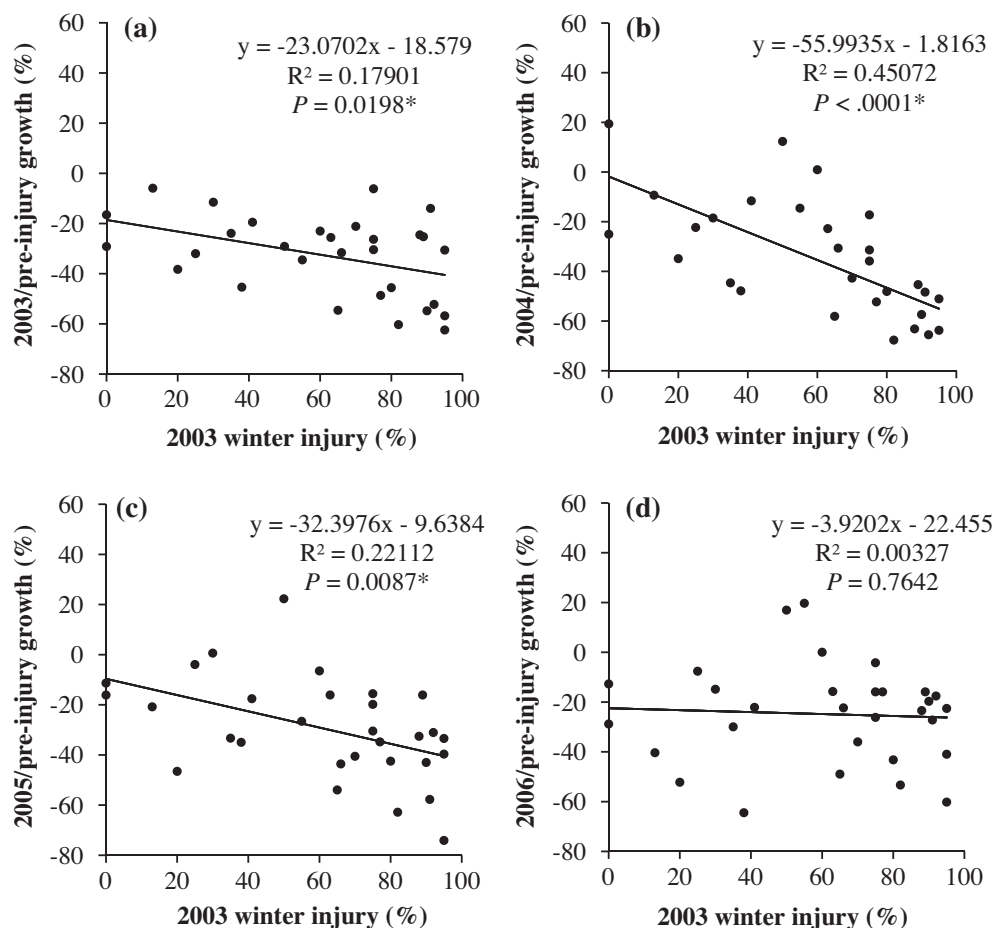 (a)
y = -23.0702x - 18.579
R² = 0.17901
P = 0.0198*
2003/pre-injury growth (%)
60
40
20
0
-20
-40
-60
-80
0 20 40 60 80 100
2003 winter injury (%)
(b)
y = -55.9935x - 1.8163
R² = 0.45072
P < .0001*
2004/pre-injury growth (%)
60
40
20
0
-20
-40
-60
-80
0 20 40 60 80 100
2003 winter injury (%)
(c)
y = -32.3976x - 9.6384
R² = 0.22112
P = 0.0087*
2005/pre-injury growth (%)
60
40
20
0
-20
-40
-60
-80
0 20 40 60 80 100
2003 winter injury (%)
(d)
y = -3.9202x - 22.455
R² = 0.00327
P = 0.7642
2006/pre-injury growth (%)
60
40
20
0
-20
-40
-60
-80
0 20 40 60 80 100
2003 winter injury (%)